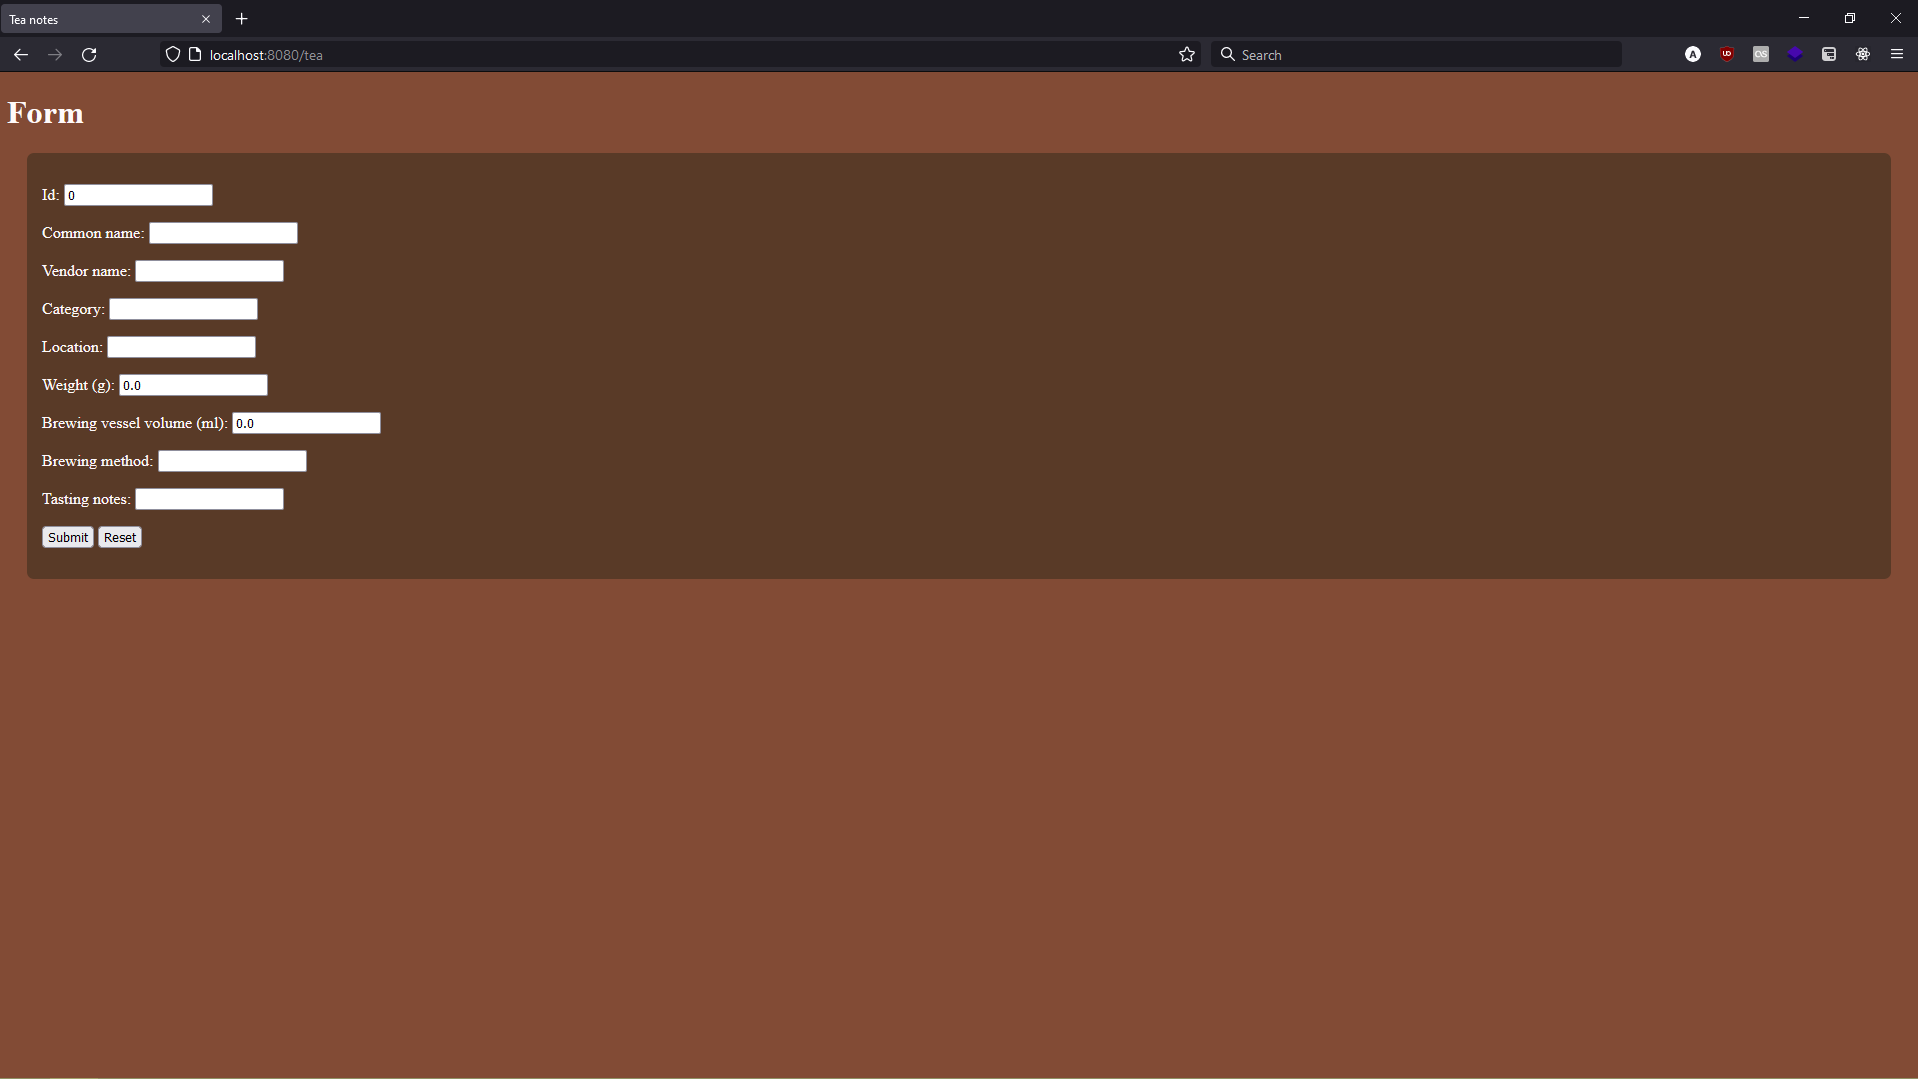 Tea notes
localhost:8080/tea
Search
Form
Id: 0
Common name:
Vendor name:
Category:
Location:
Weight (g): 0.0
Brewing vessel volume (ml): 0.0
Brewing method:
Tasting notes:
Submit Reset